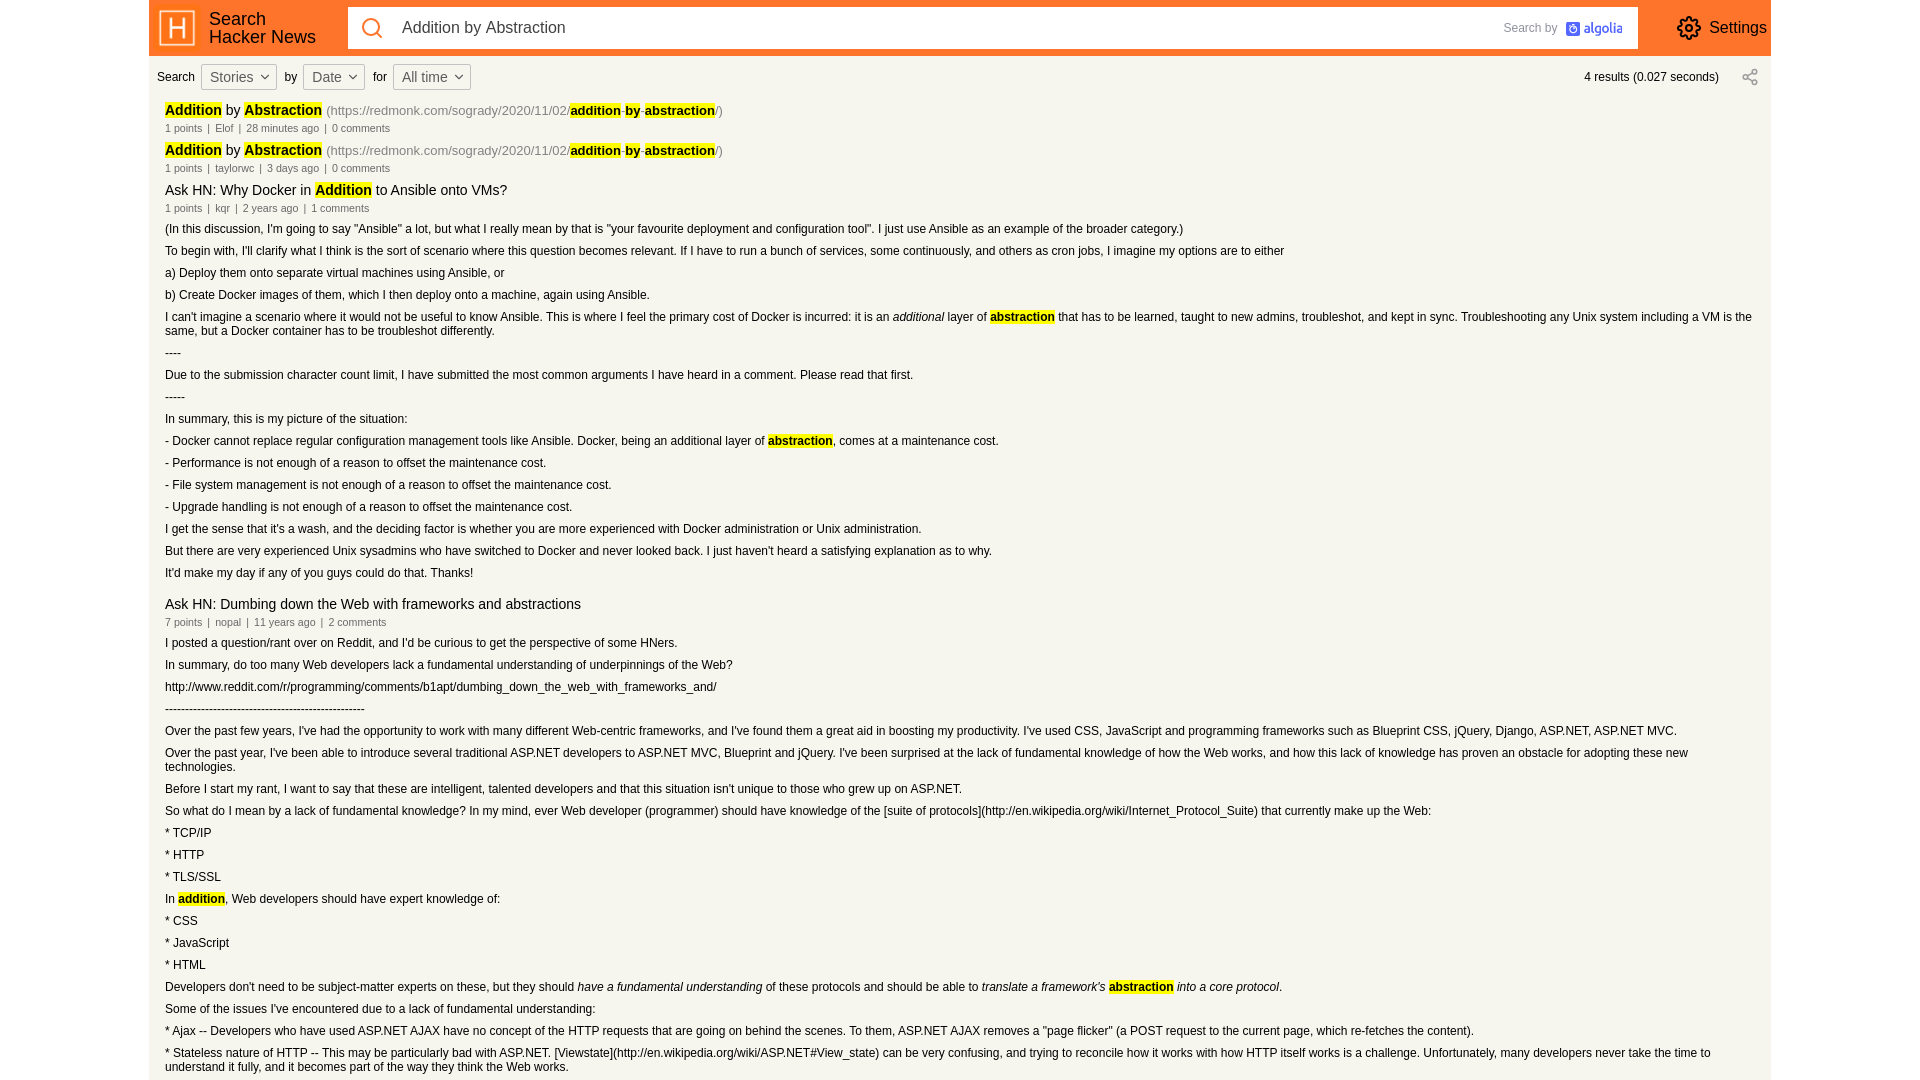 Search
Hacker News
Addition by Abstraction
Search by algolia
Settings
Search Stories by Date for All time
4 results (0.027 seconds)
Addition by Abstraction (https://redmonk.com/sogrady/2020/11/02/addition-by-abstraction/)
1 points | Elof | 28 minutes ago | 0 comments
Addition by Abstraction (https://redmonk.com/sogrady/2020/11/02/addition-by-abstraction/)
1 points | taylorwc | 3 days ago | 0 comments
Ask HN: Why Docker in Addition to Ansible onto VMs?
1 points | kqr | 2 years ago | 1 comments
(In this discussion, I'm going to say "Ansible" a lot, but what I really mean by that is "your favourite deployment and configuration tool". I just use Ansible as an example of the broader category.)
To begin with, I'll clarify what I think is the sort of scenario where this question becomes relevant. If I have to run a bunch of services, some continuously, and others as cron jobs, I imagine my options are to either
a) Deploy them onto separate virtual machines using Ansible, or
b) Create Docker images of them, which I then deploy onto a machine, again using Ansible.
I can't imagine a scenario where it would not be useful to know Ansible. This is where I feel the primary cost of Docker is incurred: it is an additional layer of abstraction that has to be learned, taught to new admins, troubleshot, and kept in sync. Troubleshooting any Unix system including a VM is the
same, but a Docker container has to be troubleshot differently.
----
Due to the submission character count limit, I have submitted the most common arguments I have heard in a comment. Please read that first.
-----
In summary, this is my picture of the situation:
- Docker cannot replace regular configuration management tools like Ansible. Docker, being an additional layer of abstraction, comes at a maintenance cost.
- Performance is not enough of a reason to offset the maintenance cost.
- File system management is not enough of a reason to offset the maintenance cost.
- Upgrade handling is not enough of a reason to offset the maintenance cost.
I get the sense that it's a wash, and the deciding factor is whether you are more experienced with Docker administration or Unix administration.
But there are very experienced Unix sysadmins who have switched to Docker and never looked back. I just haven't heard a satisfying explanation as to why.
It'd make my day if any of you guys could do that. Thanks!
Ask HN: Dumbing down the Web with frameworks and abstractions
7 points | nopal | 11 years ago | 2 comments
I posted a question/rant over on Reddit, and I'd be curious to get the perspective of some HNers.
In summary, do too many Web developers lack a fundamental understanding of underpinnings of the Web?
http://www.reddit.com/r/programming/comments/b1apt/dumbing_down_the_web_with_frameworks_and/
--------------------------------------------------
Over the past few years, I've had the opportunity to work with many different Web-centric frameworks, and I've found them a great aid in boosting my productivity. I've used CSS, JavaScript and programming frameworks such as Blueprint CSS, jQuery, Django, ASP.NET, ASP.NET MVC.
Over the past year, I've been able to introduce several traditional ASP.NET developers to ASP.NET MVC, Blueprint and jQuery. I've been surprised at the lack of fundamental knowledge of how the Web works, and how this lack of knowledge has proven an obstacle for adopting these new
technologies.
Before I start my rant, I want to say that these are intelligent, talented developers and that this situation isn't unique to those who grew up on ASP.NET.
So what do I mean by a lack of fundamental knowledge? In my mind, ever Web developer (programmer) should have knowledge of the [suite of protocols](http://en.wikipedia.org/wiki/Internet_Protocol_Suite) that currently make up the Web:
* TCP/IP
* HTTP
* TLS/SSL
In addition, Web developers should have expert knowledge of:
* CSS
* JavaScript
* HTML
Developers don't need to be subject-matter experts on these, but they should have a fundamental understanding of these protocols and should be able to translate a framework's abstraction into a core protocol.
Some of the issues I've encountered due to a lack of fundamental understanding:
* Ajax -- Developers who have used ASP.NET AJAX have no concept of the HTTP requests that are going on behind the scenes. To them, ASP.NET AJAX removes a "page flicker" (a POST request to the current page, which re-fetches the content).
* Stateless nature of HTTP -- This may be particularly bad with ASP.NET. [Viewstate](http://en.wikipedia.org/wiki/ASP.NET#View_state) can be very confusing, and trying to reconcile how it works with how HTTP itself works is a challenge. Unfortunately, many developers never take the time to
understand it fully, and it becomes part of the way they think the Web works.